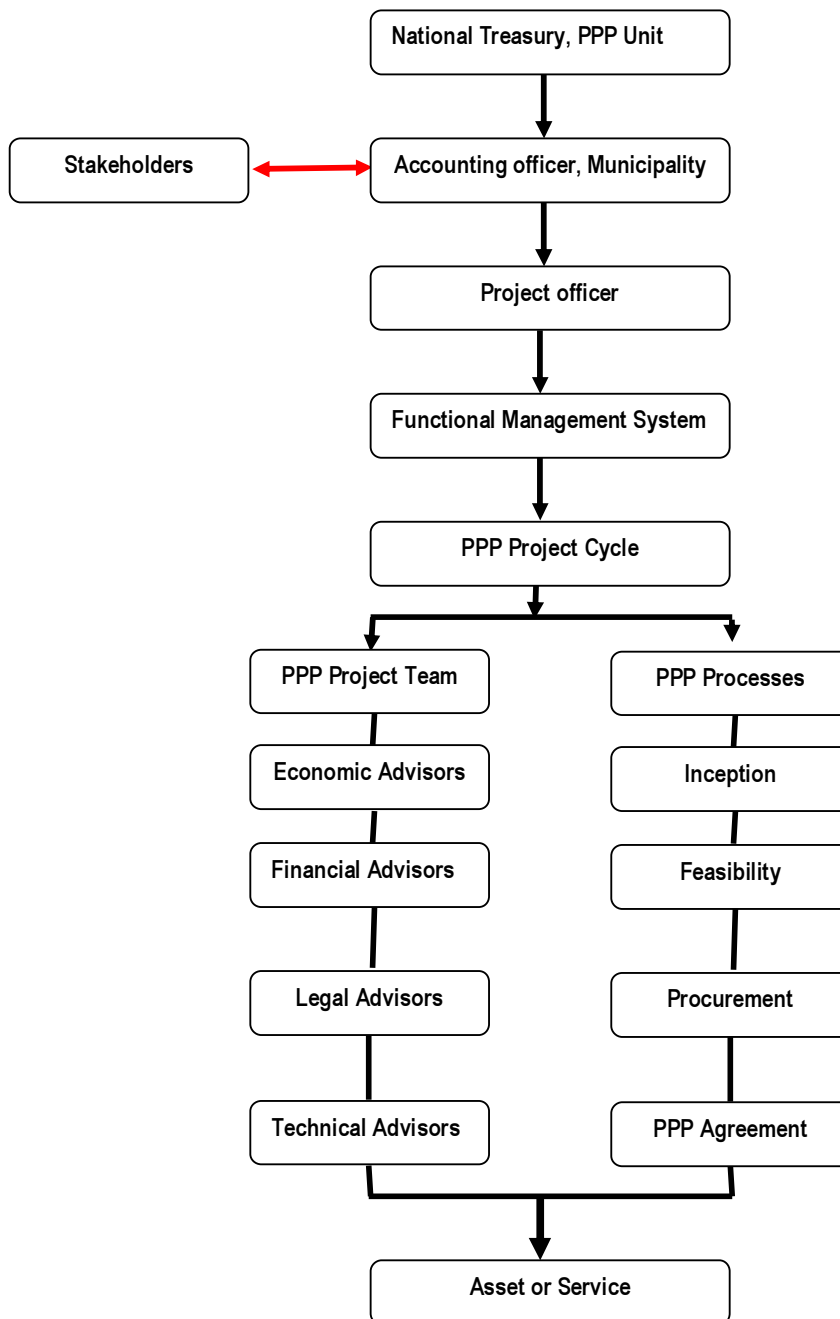 National Treasury, PPP Unit
Stakeholders
Accounting officer, Municipality
Project officer
Functional Management System
PPP Project Cycle
PPP Project Team
PPP Processes
Economic Advisors
Inception
Financial Advisors
Feasibility
Legal Advisors
Procurement
Technical Advisors
PPP Agreement
Asset or Service